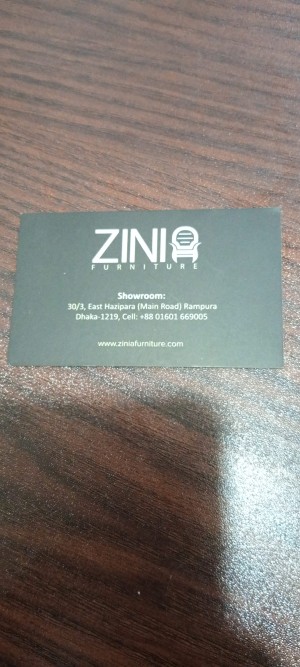 ZINIA
FURNITURE
Showroom:
30/3, East Hazipara (Main Road) Rampura
Dhaka-1219, Cell: +88 01601 669005
www.ziniafurniture.com